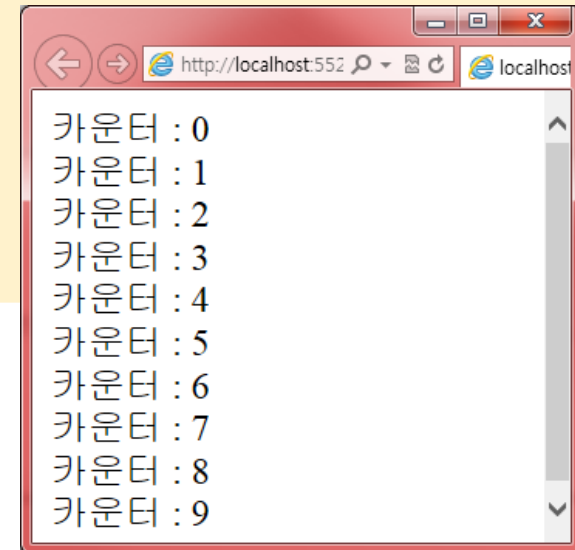 http://localhost:552
localhost
카운터 : 0
카운터 : 1
카운터 : 2
카운터 : 3
카운터 : 4
카운터 : 5
카운터 : 6
카운터 : 7
카운터 : 8
카운터 : 9